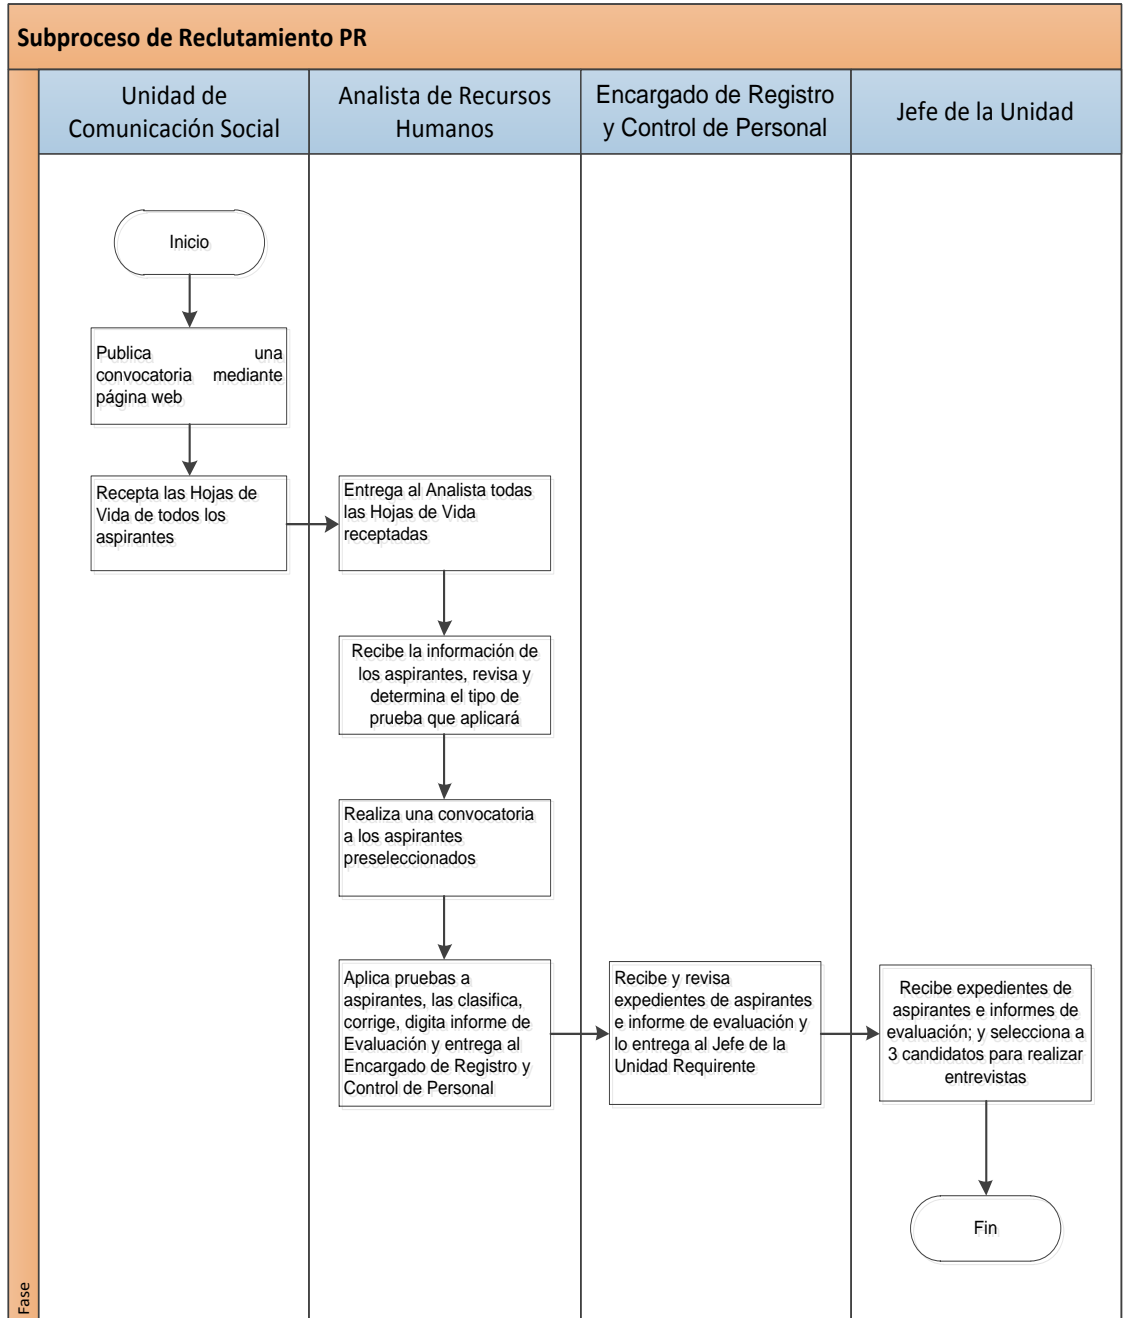 Subproceso de Reclutamiento PR
Unidad de
Comunicación Social
Analista de Recursos
Humanos
Encargado de Registro
y Control de Personal
Jefe de la Unidad
Inicio
Publica una
convocatoria mediante
página web
Recepta las Hojas de
Vida de todos los
aspirantes
Entrega al Analista todas
las Hojas de Vida
receptadas
Recibe la información de
los aspirantes, revisa y
determina el tipo de
prueba que aplicará
Realiza una convocatoria
a los aspirantes
preseleccionados
Aplica pruebas a
aspirantes, las clasifica,
corrige, digita informe de
Evaluación y entrega al
Encargado de Registro y
Control de Personal
Recibe y revisa
expedientes de aspirantes
e informe de evaluación y
lo entrega al Jefe de la
Unidad Requirente
Recibe expedientes de
aspirantes e informes de
evaluación; y selecciona a
3 candidatos para realizar
entrevistas
Fin
Fase